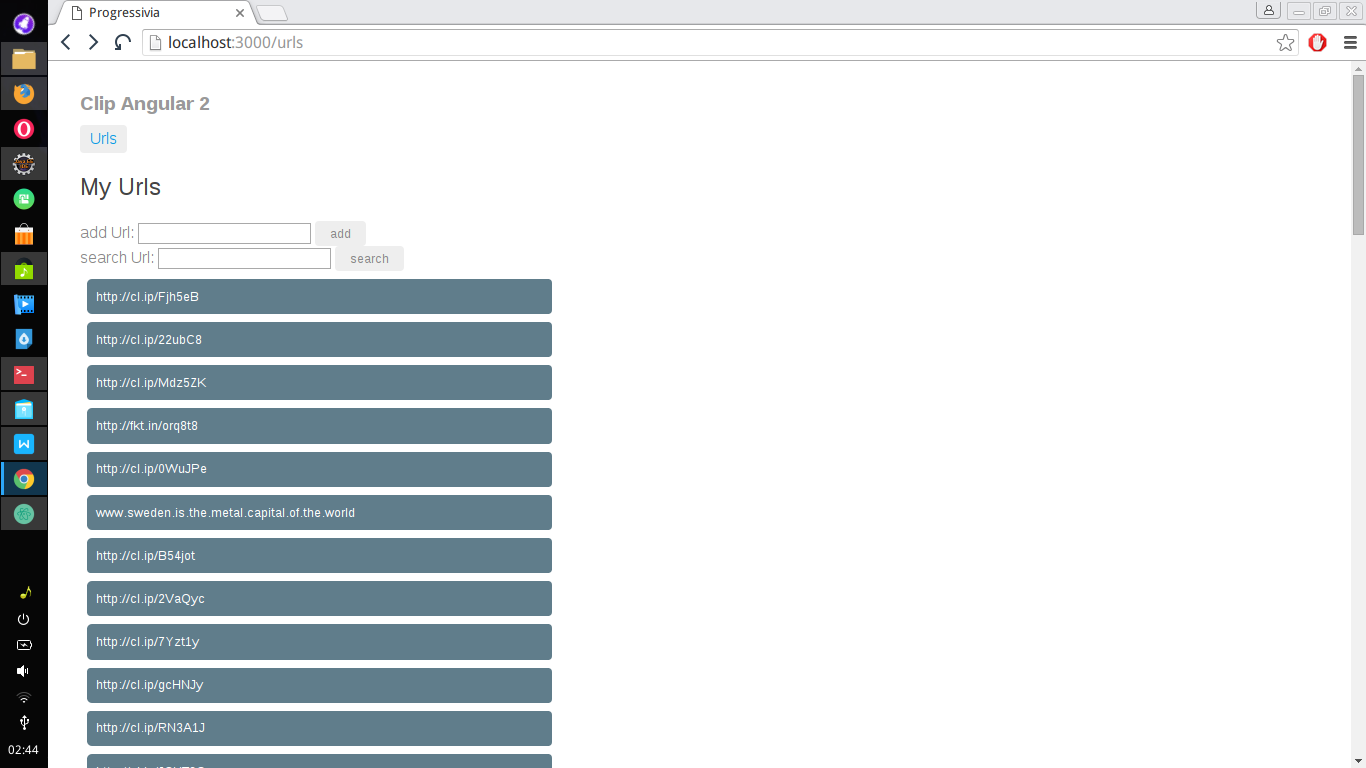 Progressivia
localhost:3000/urls
Clip Angular 2
Urls
My Urls
add Url: add
search Url: search
http://cl.ip/Fjh5eB
http://cl.ip/22ubC8
http://cl.ip/Mdz5ZK
http://fkt.in/orq8t8
http://cl.ip/0WuJPe
www.sweden.is.the.metal.capital.of.the.world
http://cl.ip/B54jot
http://cl.ip/2VaQyc
http://cl.ip/7Yzt1y
http://cl.ip/gcHNJy
http://cl.ip/RN3A1J
02:44